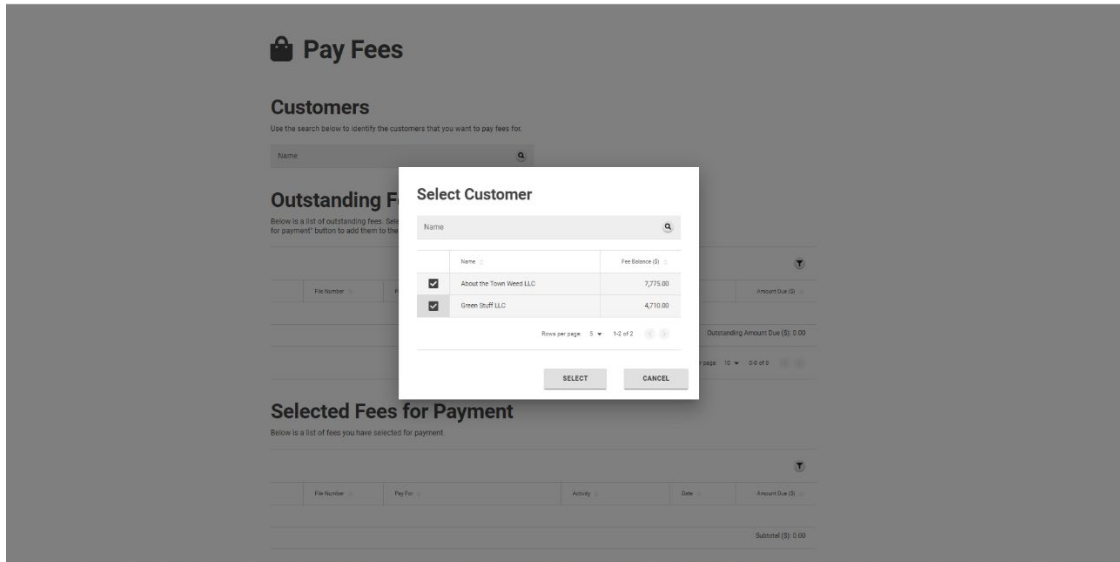 Pay Fees
Customers
Use the search below to identify the customers that you want to pay fees for.
Name
Outstanding F
Below is a list of outstanding fees. Sele
for payment" button to add them to the
File Number
Amount Due ($)
Outstanding Amount Due ($): 0.00
page: 10 0-0 of 0
Select Customer
Name
Name Fee Balance ($)
About the Town Weed LLC 7,775.00
Green Stuff LLC 4,710.00
Rows per page: 5 1-2 of 2
SELECT CANCEL
Selected Fees for Payment
Below is a list of fees you have selected for payment.
File Number Pay For Activity Date Amount Due ($)
Subtotal ($): 0.00